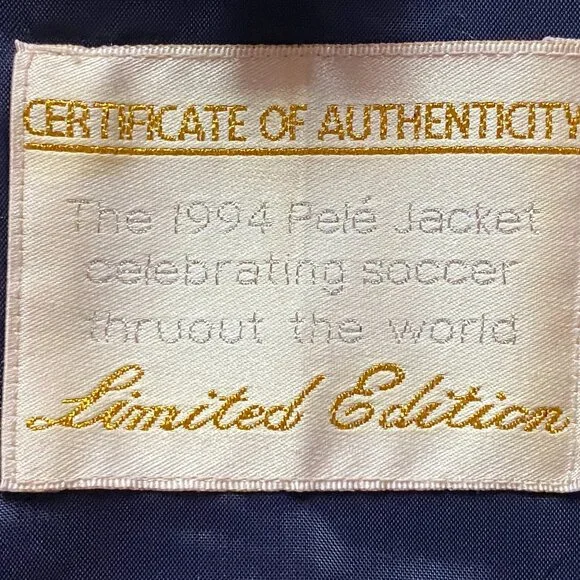 CERTIFICATE OF AUTHENTICITY
The 1994 Pelé Jacket
celebrating soccer
thruout the world
Limited Edition